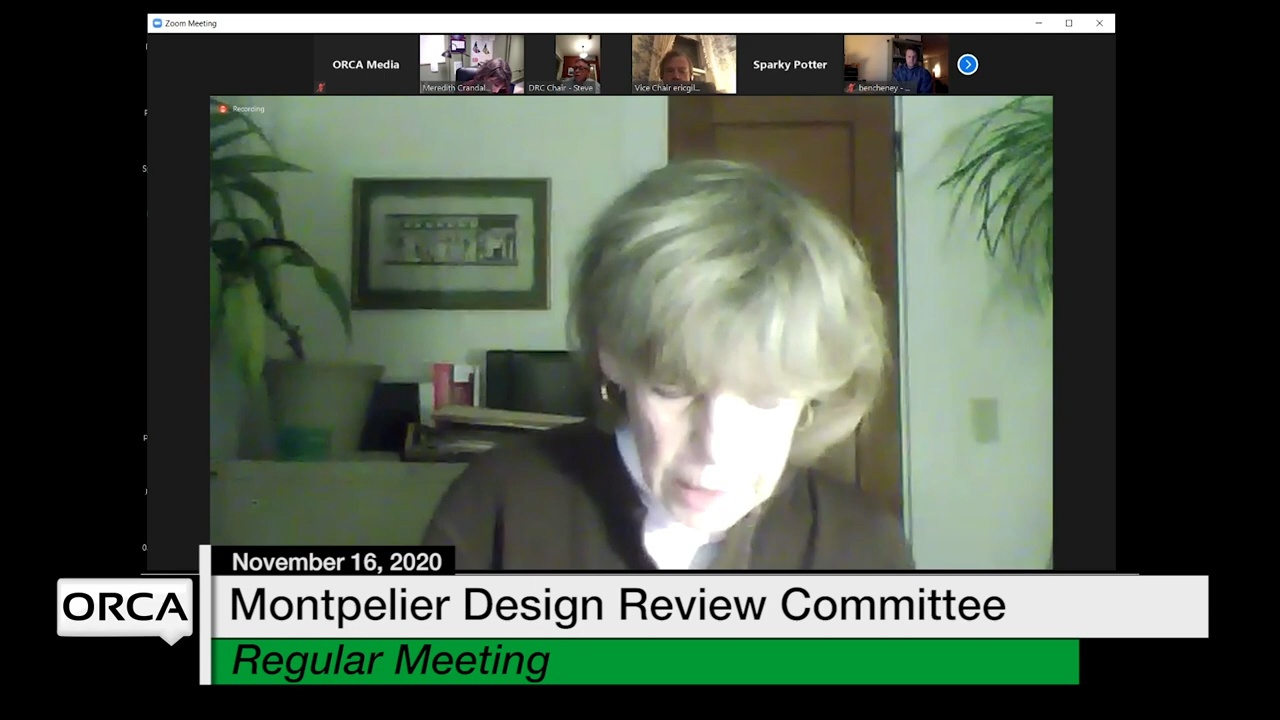 Zoom Meeting
ORCA Media
Meredith Crandal...
DRC Chair - Steve
Vice Chair ericgil...
Sparky Potter
bencheney - ...
Recording
November 16, 2020
ORCA
Montpelier Design Review Committee
Regular Meeting